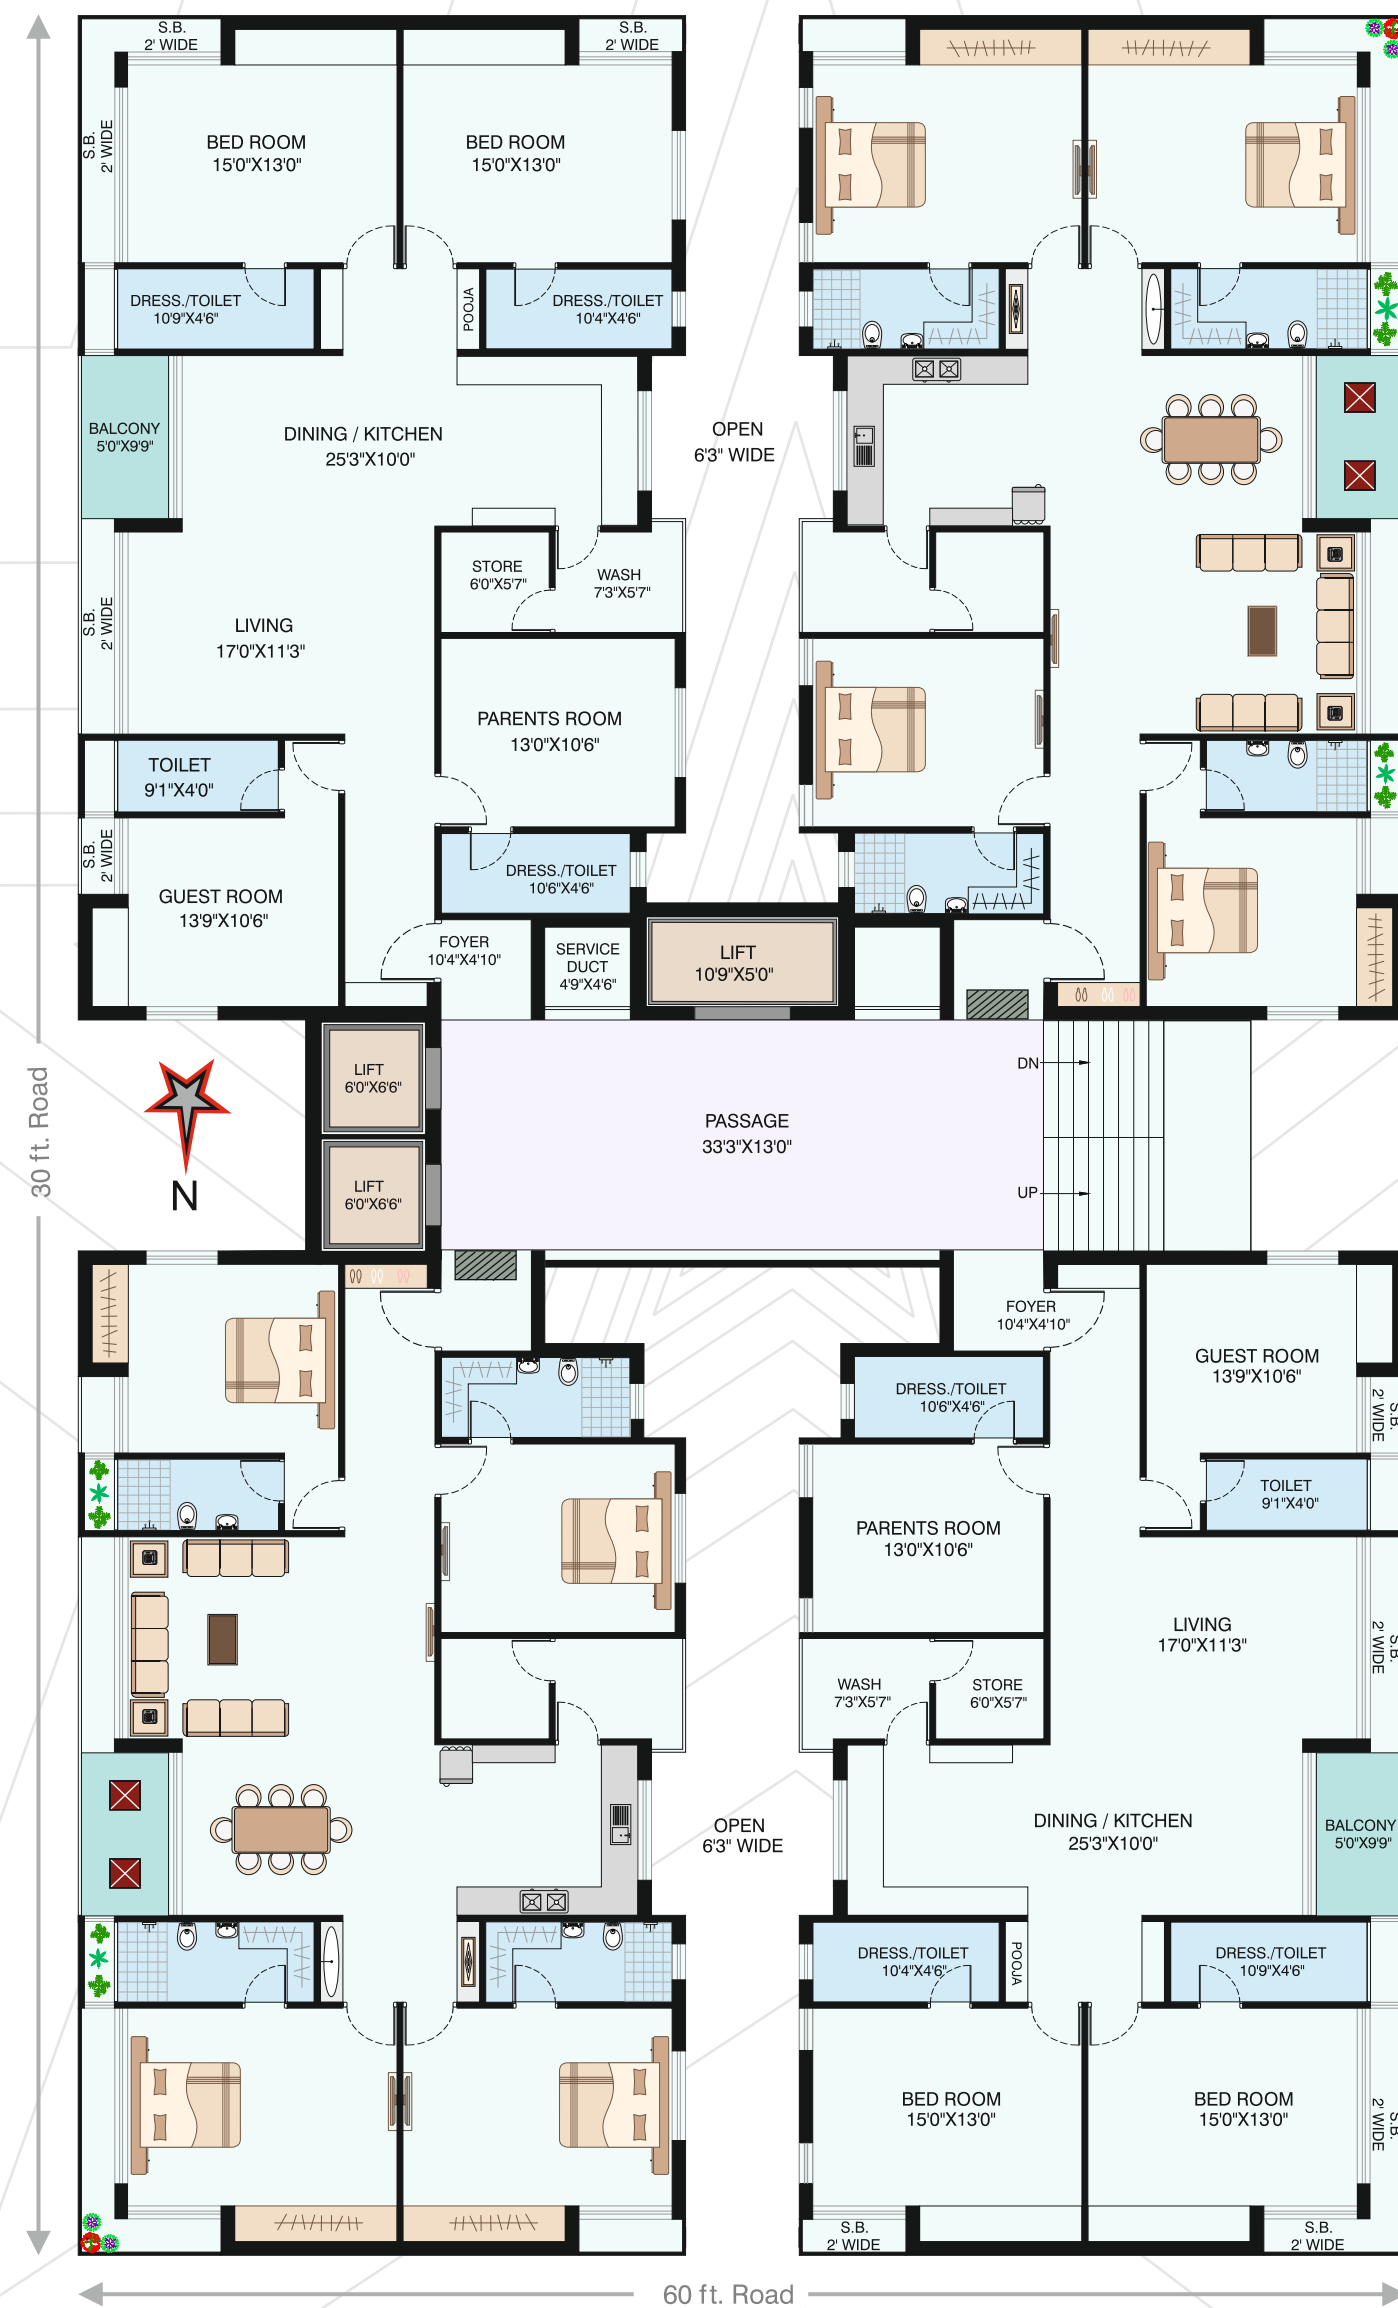 S.B.
2' WIDE
S.B.
2' WIDE
S.B.
2' WIDE
BED ROOM
15'0"X13'0"
BED ROOM
15'0"X13'0"
DRESS./TOILET
10'9"X4'6"
POOJA
DRESS./TOILET
10'4"X4'6"
BALCONY
5'0"X9'9"
DINING / KITCHEN
25'3"X10'0"
OPEN
6'3" WIDE
STORE
6'0"X5'7"
WASH
7'3"X5'7"
S.B.
2' WIDE
LIVING
17'0"X11'3"
PARENTS ROOM
13'0"X10'6"
TOILET
9'1"X4'0"
S.B.
2' WIDE
DRESS./TOILET
10'6"X4'6"
GUEST ROOM
13'9"X10'6"
FOYER
10'4"X4'10"
SERVICE
DUCT
4'9"X4'6"
LIFT
10'9"X5'0"
LIFT
6'0"X6'6"
DN
30 ft. Road
PASSAGE
33'3"X13'0"
LIFT
6'0"X6'6"
UP
N
FOYER
10'4"X4'10"
GUEST ROOM
13'9"X10'6"
DRESS./TOILET
10'6"X4'6"
S.B.
2' WIDE
TOILET
9'1"X4'0"
PARENTS ROOM
13'0"X10'6"
LIVING
17'0"X11'3"
S.B.
2' WIDE
WASH
7'3"X5'7"
STORE
6'0"X5'7"
OPEN
6'3" WIDE
DINING / KITCHEN
25'3"X10'0"
BALCONY
5'0"X9'9"
DRESS./TOILET
10'4"X4'6"
POOJA
DRESS./TOILET
10'9"X4'6"
BED ROOM
15'0"X13'0"
BED ROOM
15'0"X13'0"
S.B.
2' WIDE
S.B.
2' WIDE
S.B.
2' WIDE
60 ft. Road